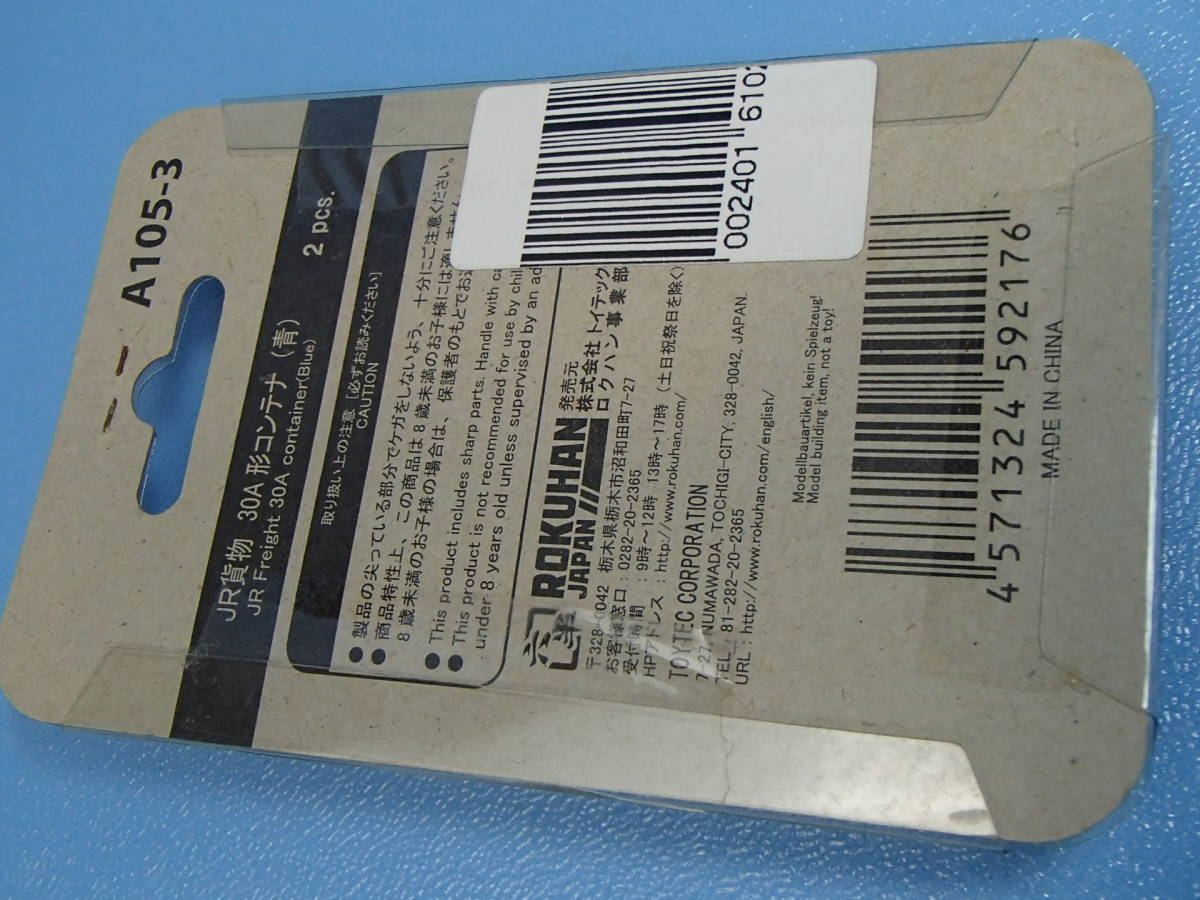 A105-3
JR貨物 30A 形コンテナ (青)
JR Freight 30A container(Blue)
2 pcs.
取り扱い上の注意 [必ずお読みください]
CAUTION
● 製品の尖っている部分でケガをしないよう、十分にご注意ください。
● 商品特性上、この商品は8歳未満のお子様には適しません
8歳未満のお子様の場合は、保護者のもとでお
● This product includes sharp parts. Handle with
● This product is not recommended for use by
under 8 years old unless supervised by an
ROKUHAN
JAPAN
発売元
株式会社 トイテック
ロクハン事業部
〒328-0042 栃木県栃木市沼和田町7-27
お客様窓口 : 0282-20-2365
受付時間 : 9時～12時 13時～17時 (土日祝祭日を除く)
HPアドレス : http://www.rokuhan.com/
TOYTEC CORPORATION
7-27, NUMAWADA, TOCHIGI-CITY, 328-0042, JAPAN.
TEL : 81-282-20-2365
URL : http://www.rokuhan.com/english/
Modellbauartikel, kein Spielzeug!
Model building item, not a toy!
4571324592176
MADE IN CHINA
002401 6102